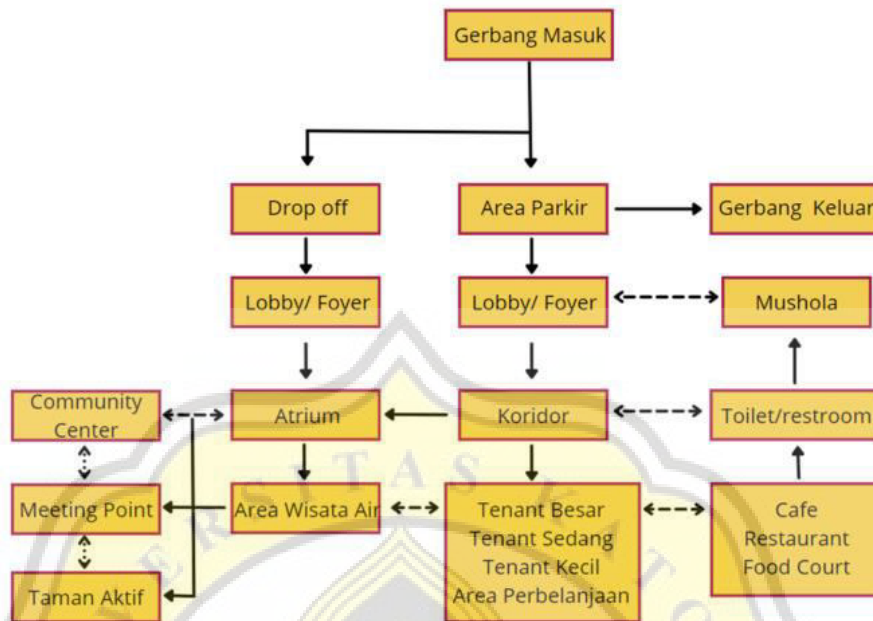 Gerbang Masuk
Drop off
Area Parkir
Gerbang Keluar
Lobby/ Foyer
Lobby/ Foyer
Mushola
Community
Center
Atrium
Koridor
Toilet/restroom
Meeting Point
Area Wisata Air
Tenant Besar
Tenant Sedang
Tenant Kecil
Area Perbelanjaan
Cafe
Restaurant
Food Court
Taman Aktif